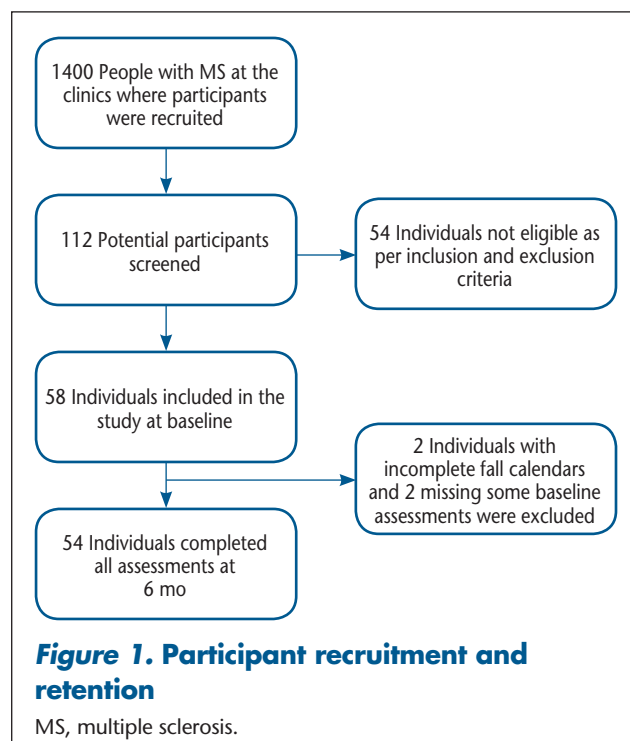 1400 People with MS at the
clinics where participants
were recruited
112 Potential participants
screened
54 Individuals not eligible as
per inclusion and exclusion
criteria
58 Individuals included in the
study at baseline
2 Individuals with
incomplete fall calendars
and 2 missing some baseline
assessments were excluded
54 Individuals completed
all assessments at
6 mo
Figure 1. Participant recruitment and
retention
MS, multiple sclerosis.